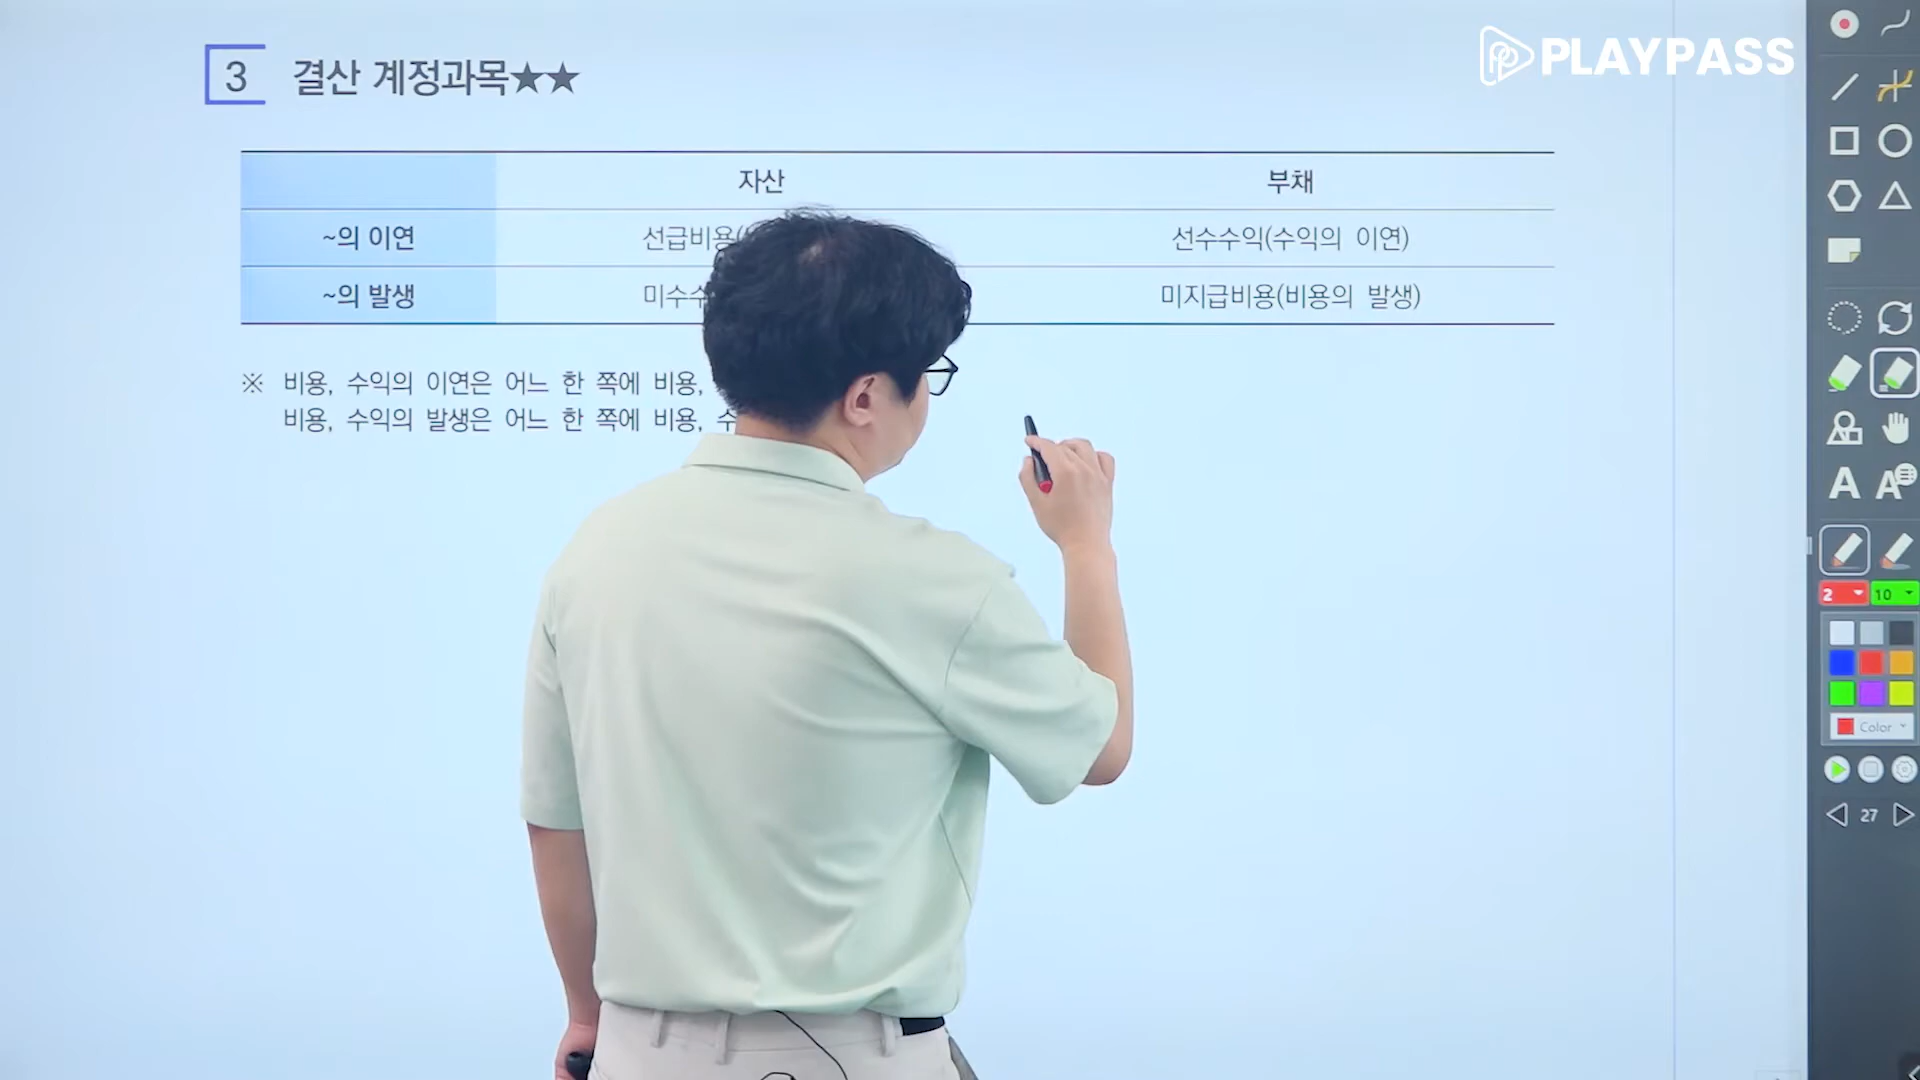 PLAYPASS
3 결산 계정과목★★
자산 부채
~의 이연 선급비용( 선수수익(수익의 이연)
~의 발생 미수수 미지급비용(비용의 발생)
※ 비용, 수익의 이연은 어느 한 쪽에 비용,
비용, 수익의 발생은 어느 한 쪽에 비용, 수
A A
2 10
Color
27